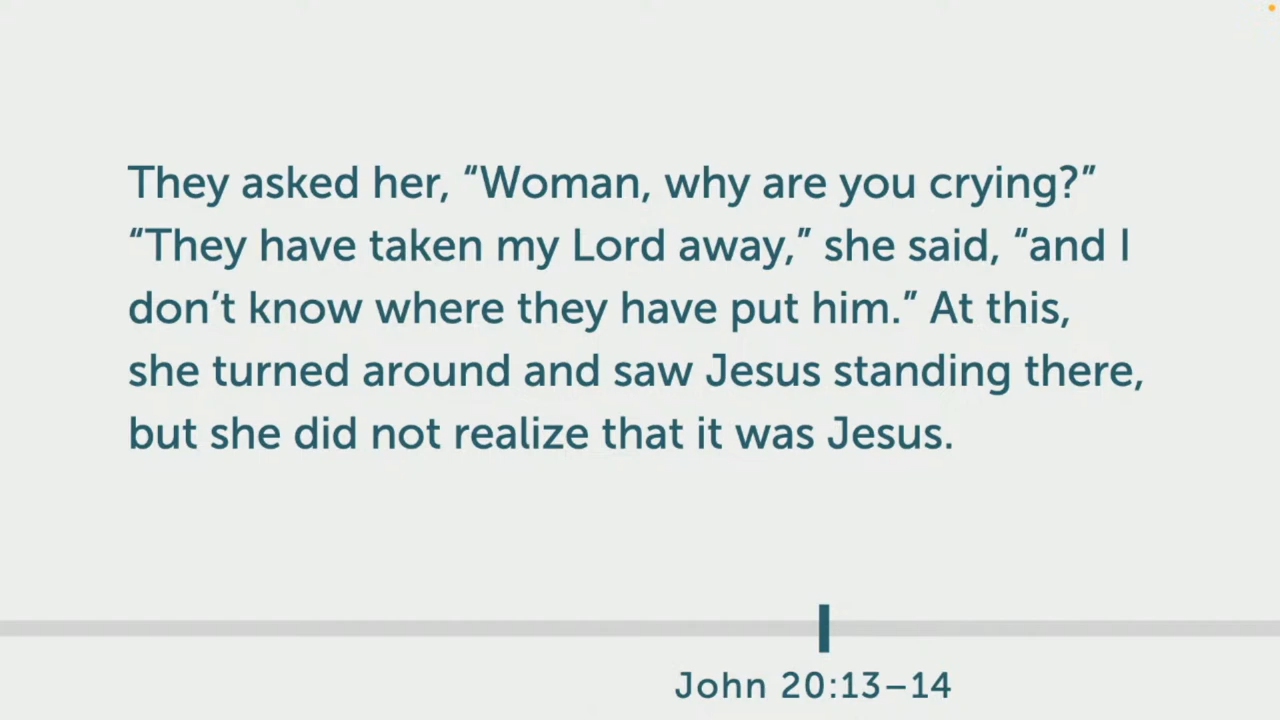 They asked her, “Woman, why are you crying?”
“They have taken my Lord away,” she said, “and I
don’t know where they have put him.” At this,
she turned around and saw Jesus standing there,
but she did not realize that it was Jesus.
John 20:13–14